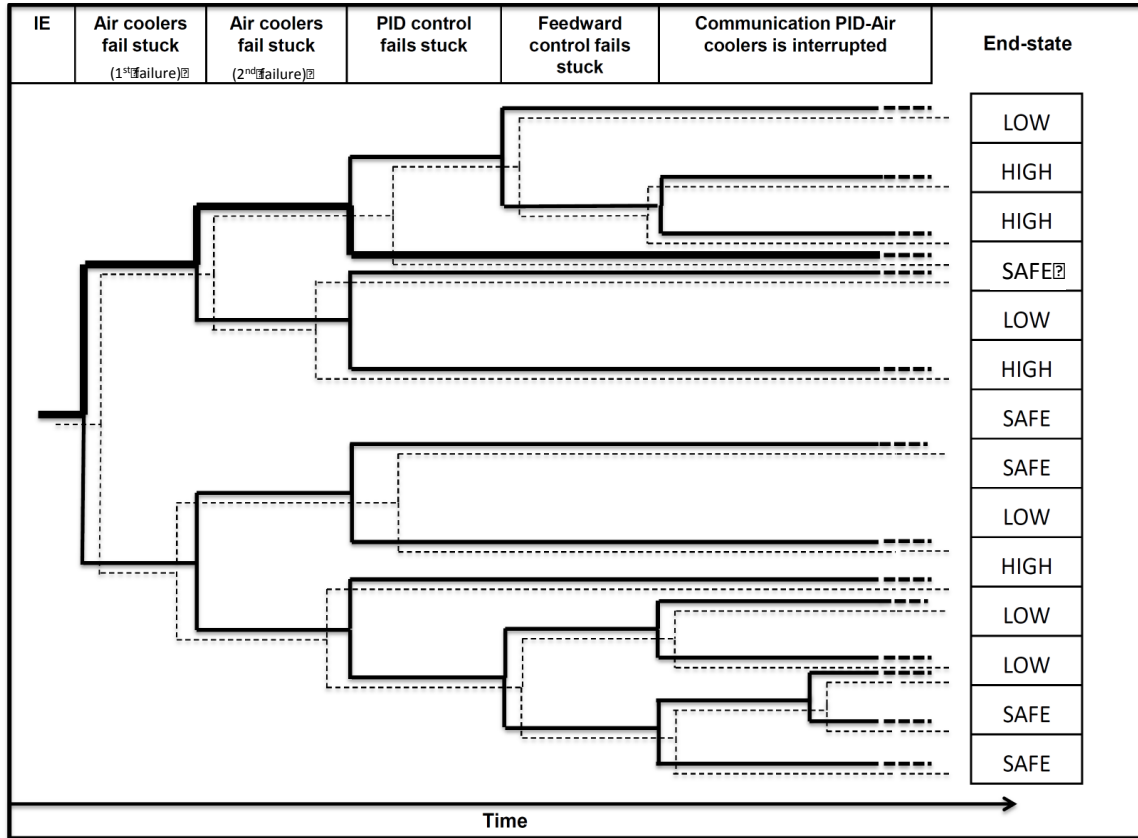 IE
Air coolers
fail stuck
(1st failure)
Air coolers
fail stuck
(2nd failure)
PID control
fails stuck
Feedward
control fails
stuck
Communication PID-Air
coolers is interrupted
End-state
LOW
HIGH
HIGH
SAFE
LOW
HIGH
SAFE
SAFE
LOW
HIGH
LOW
LOW
SAFE
SAFE
Time